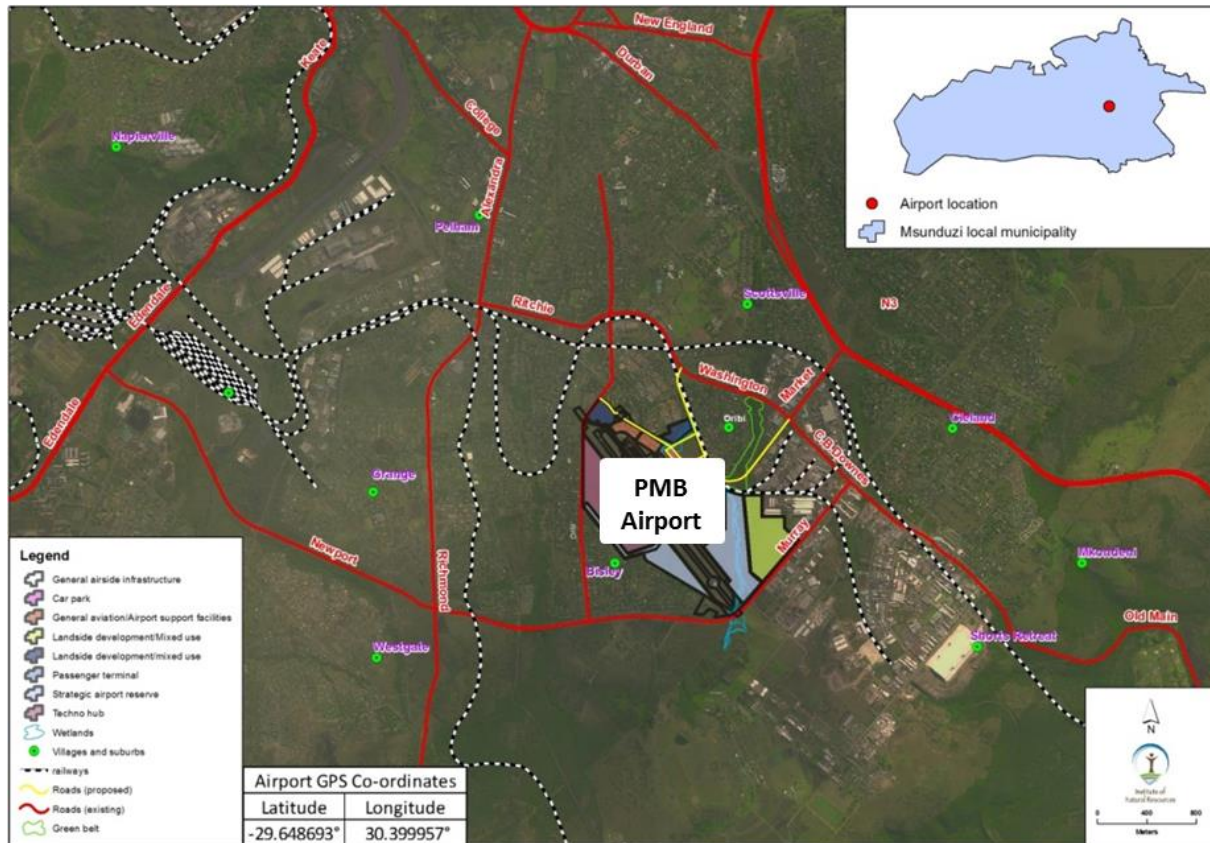 New England
Durban
Keate
College
Napierville
Alexandra
Pelham
Airport location
Msunduzi local municipality
Scottsville
N3
Ritchie
Edendale
Washington
Market
Edendale
Oribi
Cleland
C.B.Downes
Grange
PMB
Airport
Murray
Newport
Richmond
Bisley
Mkondeni
Old Main
Westgate
Shorts Retreat
Legend
General airside infrastructure
Car park
General aviation/Airport support facilities
Landside development/Mixed use
Landside development/mixed use
Passenger terminal
Strategic airport reserve
Techno hub
Wetlands
Villages and suburbs
railways
Roads (proposed)
Roads (existing)
Green belt
Airport GPS Co-ordinates
Latitude Longitude
-29.648693° 30.399957°
N
Institute of
Natural Resources
0 400 800
Meters